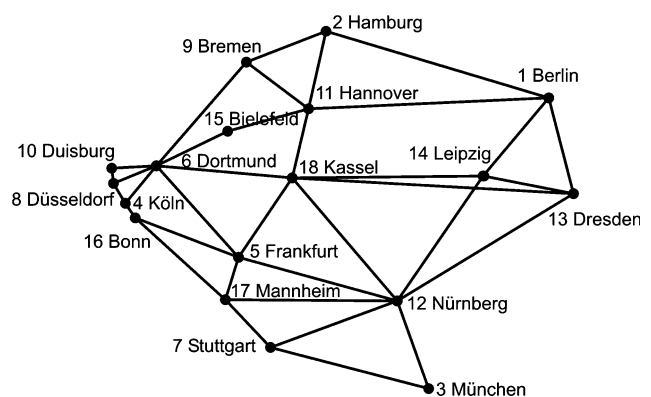 2 Hamburg
9 Bremen
1 Berlin
11 Hannover
15 Bielefeld
10 Duisburg
6 Dortmund
18 Kassel
14 Leipzig
8 Düsseldorf
4 Köln
13 Dresden
16 Bonn
5 Frankfurt
17 Mannheim
12 Nürnberg
7 Stuttgart
3 München